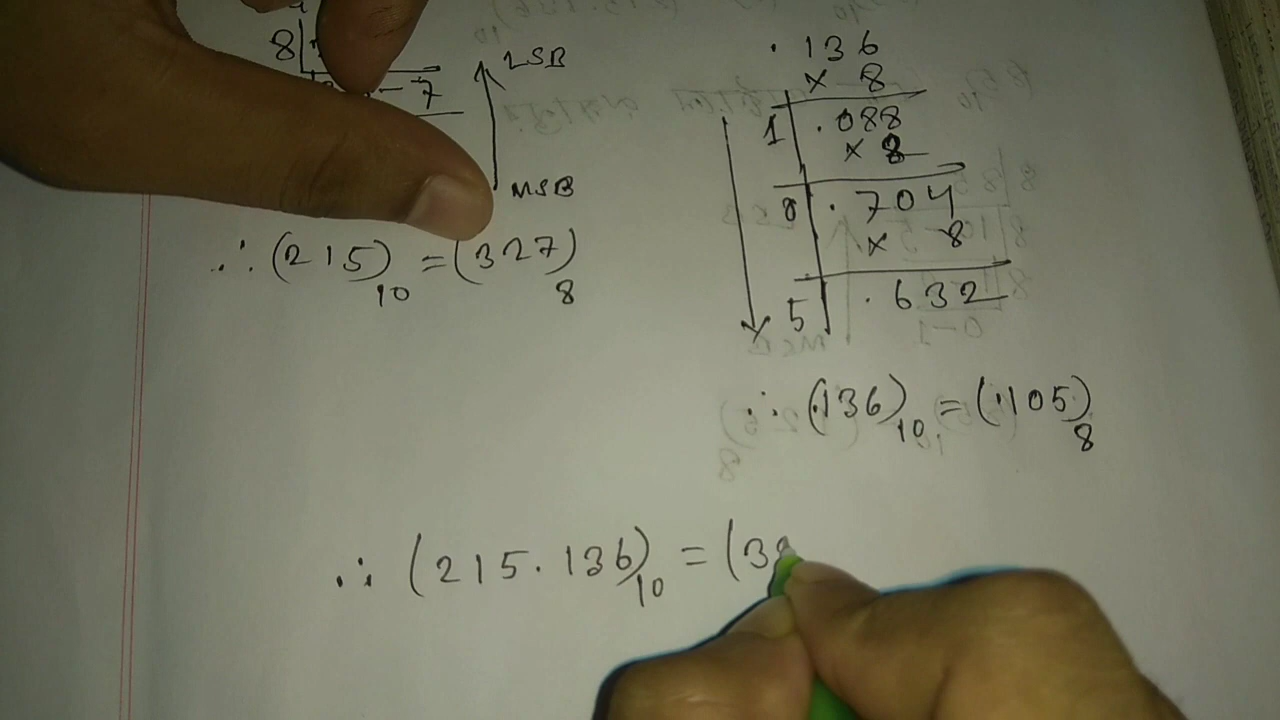 8
LSB
- 7
MSB
∴ (215)10 = (327)8
.136
× 8
1 .088
× 8
0 .704
× 8
5 .632
∴ (.136)10 = (.105)8
∴ (215.136)10 = (3